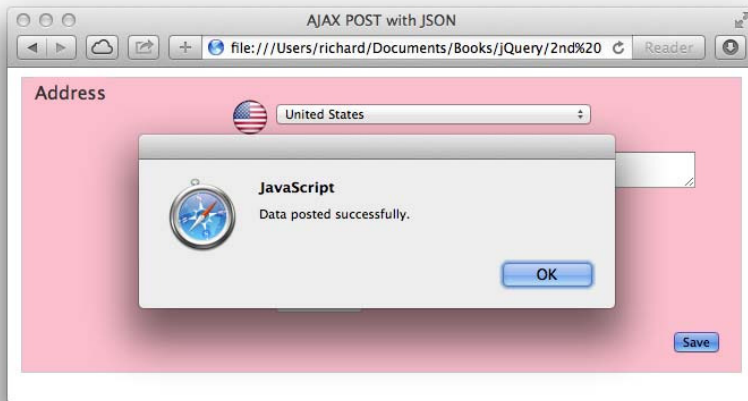 AJAX POST with JSON
file:///Users/richard/Documents/Books/jQuery/2nd%20
Reader
Address
United States
JavaScript
Data posted successfully.
OK
Save